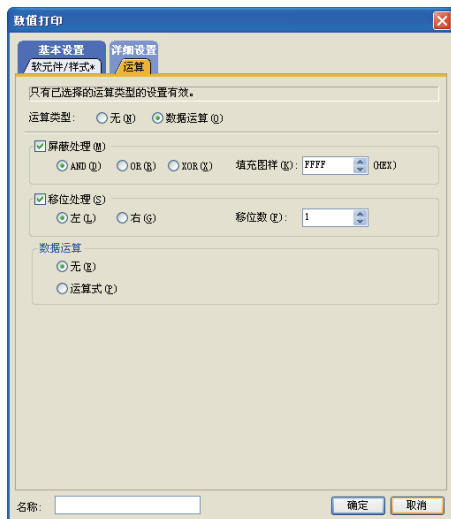 数值打印
基本设置 详细设置
软元件/样式* 运算
只有已选择的运算类型的设置有效。
运算类型: 无(N) 数据运算(O)
屏蔽处理(M)
AND(D) OR(R) XOR(X) 填充图样(K): FFFF (HEX)
移位处理(S)
左(L) 右(G) 移位数(F): 1
数据运算
无(E)
运算式(P)
名称: 确定 取消